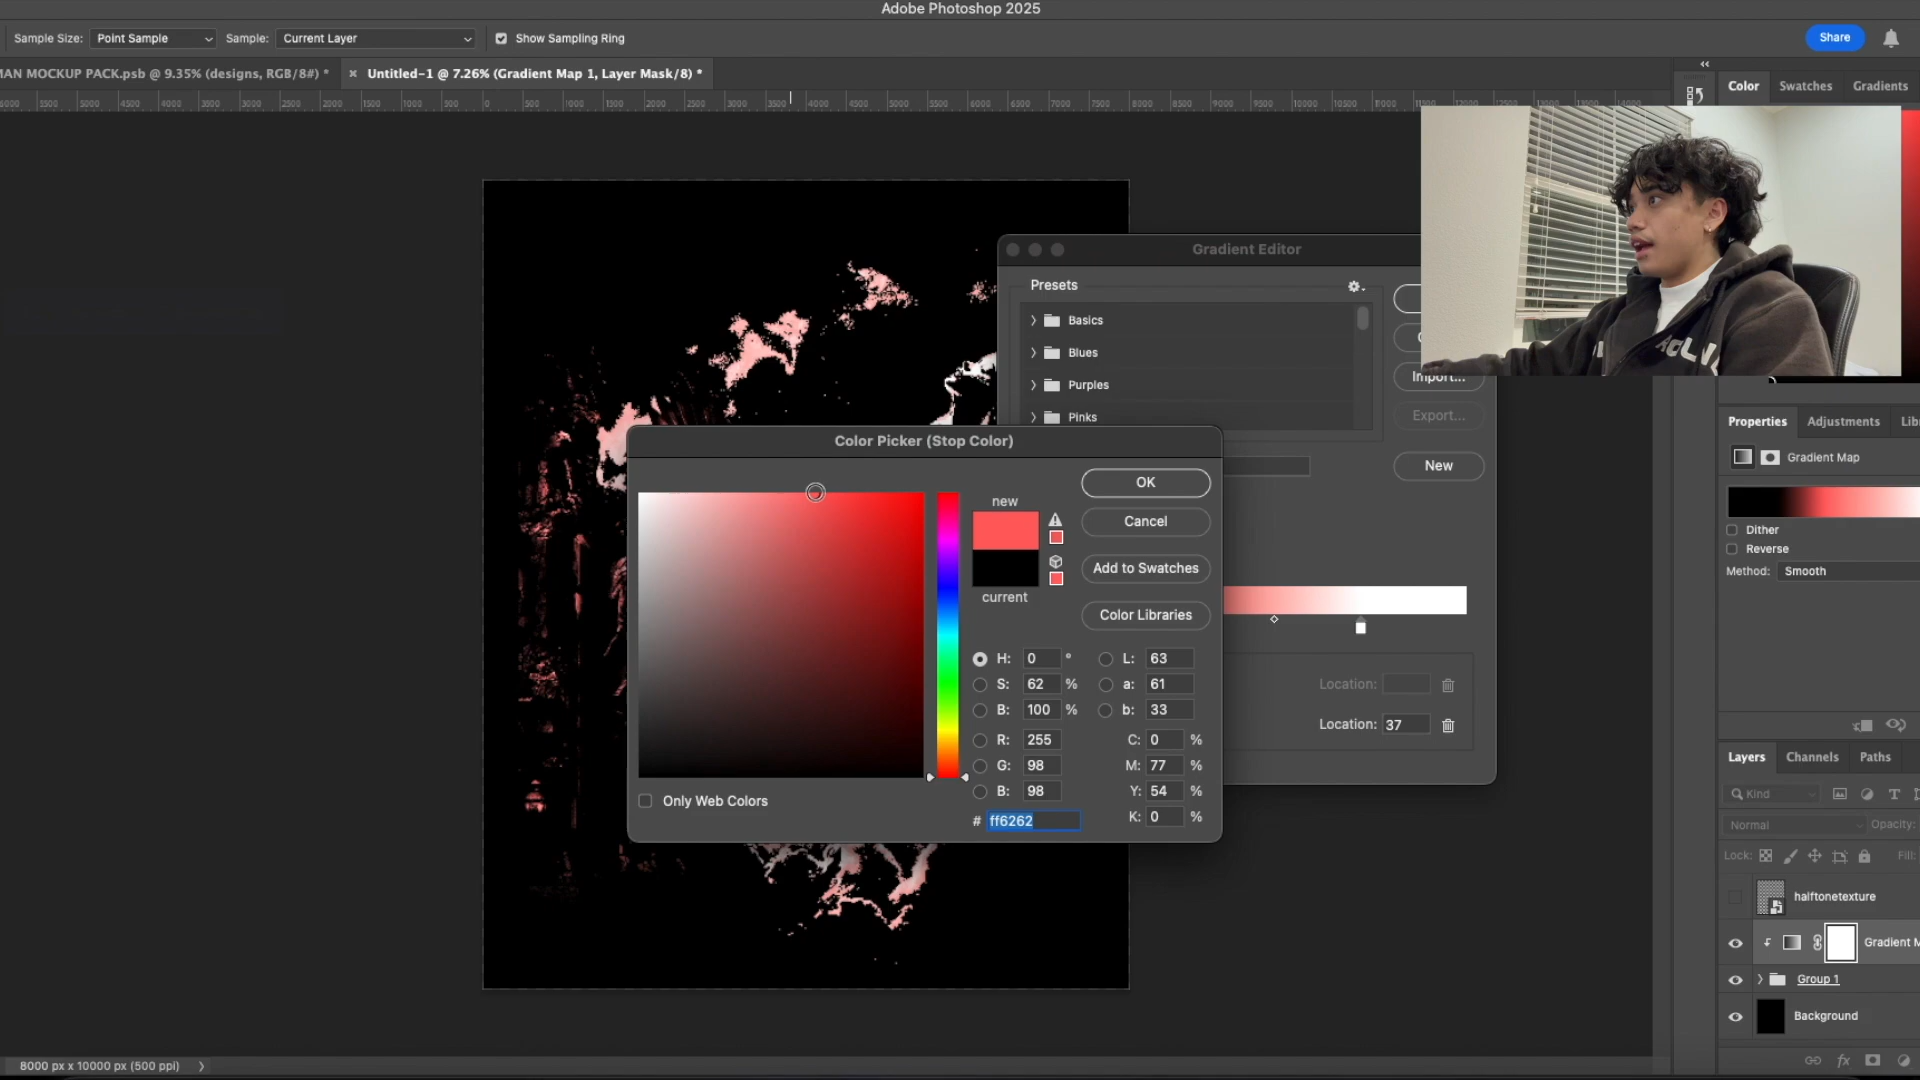 Adobe Photoshop 2025
Sample Size: Point Sample Sample: Current Layer Show Sampling Ring
Share
MAN MOCKUP PACK.psb @ 9.35% (designs, RGB/8#) *
Untitled-1 @ 7.26% (Gradient Map 1, Layer Mask/8) *
Color Swatches Gradients
Gradient Editor
Presets
Basics
Blues
Purples
Pinks
Import...
Export...
New
Location:
Location: 37
Color Picker (Stop Color)
new
current
OK
Cancel
Add to Swatches
Color Libraries
H: 0 ° L: 63
S: 62 % a: 61
B: 100 % b: 33
R: 255 C: 0 %
G: 98 M: 77 %
B: 98 Y: 54 %
# ff6262 K: 0 %
Only Web Colors
Properties Adjustments Lib
Gradient Map
Dither
Reverse
Method: Smooth
Layers Channels Paths
Kind
Normal Opacity:
Lock: Fill:
halftonetexture
Gradient M
Group 1
Background
8000 px x 10000 px (500 ppi)